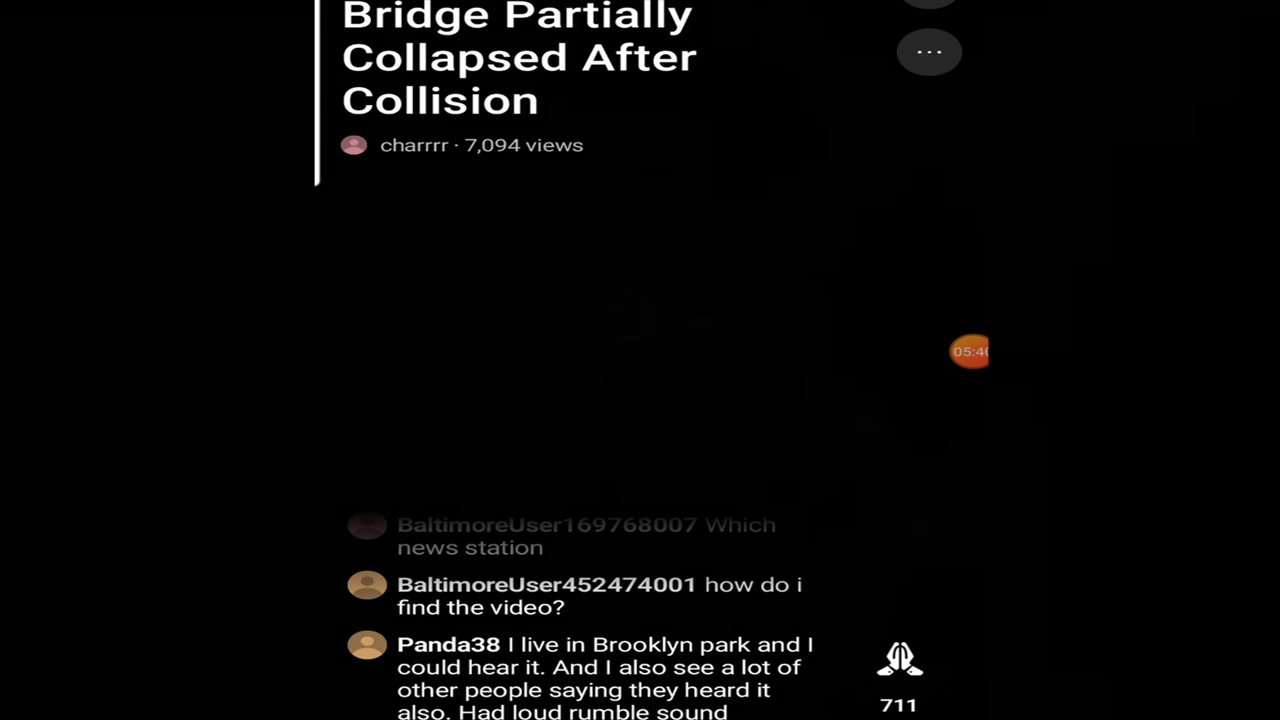 Bridge Partially
Collapsed After
Collision
charrrr · 7,094 views
05:40
BaltimoreUser169768007 Which
news station
BaltimoreUser452474001 how do i
find the video?
Panda38 I live in Brooklyn park and I
could hear it. And I also see a lot of
other people saying they heard it
also. Had loud rumble sound
711